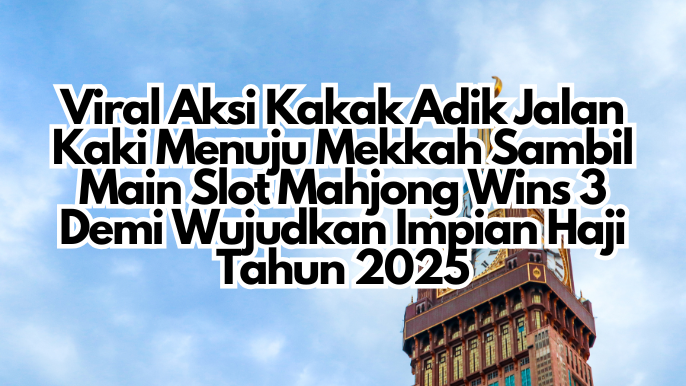 Viral Aksi Kakak Adik Jalan
Kaki Menuju Mekkah Sambil
Main Slot Mahjong Wins 3
Demi Wujudkan Impian Haji
Tahun 2025